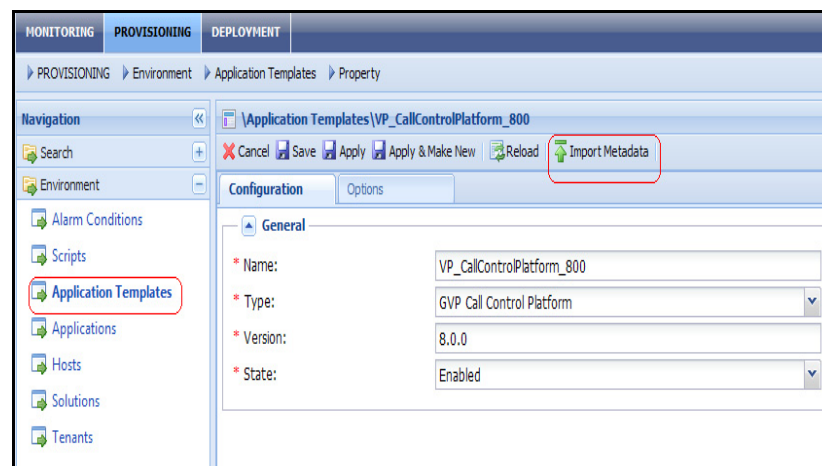 MONITORING PROVISIONING DEPLOYMENT
PROVISIONING Environment Application Templates Property
Navigation
Search
Environment
Alarm Conditions
Scripts
Application Templates
Applications
Hosts
Solutions
Tenants
\Application Templates\VP_CallControlPlatform_800
Cancel Save Apply Apply & Make New Reload Import Metadata
Configuration Options
General
* Name: VP_CallControlPlatform_800
* Type: GVP Call Control Platform
* Version: 8.0.0
* State: Enabled